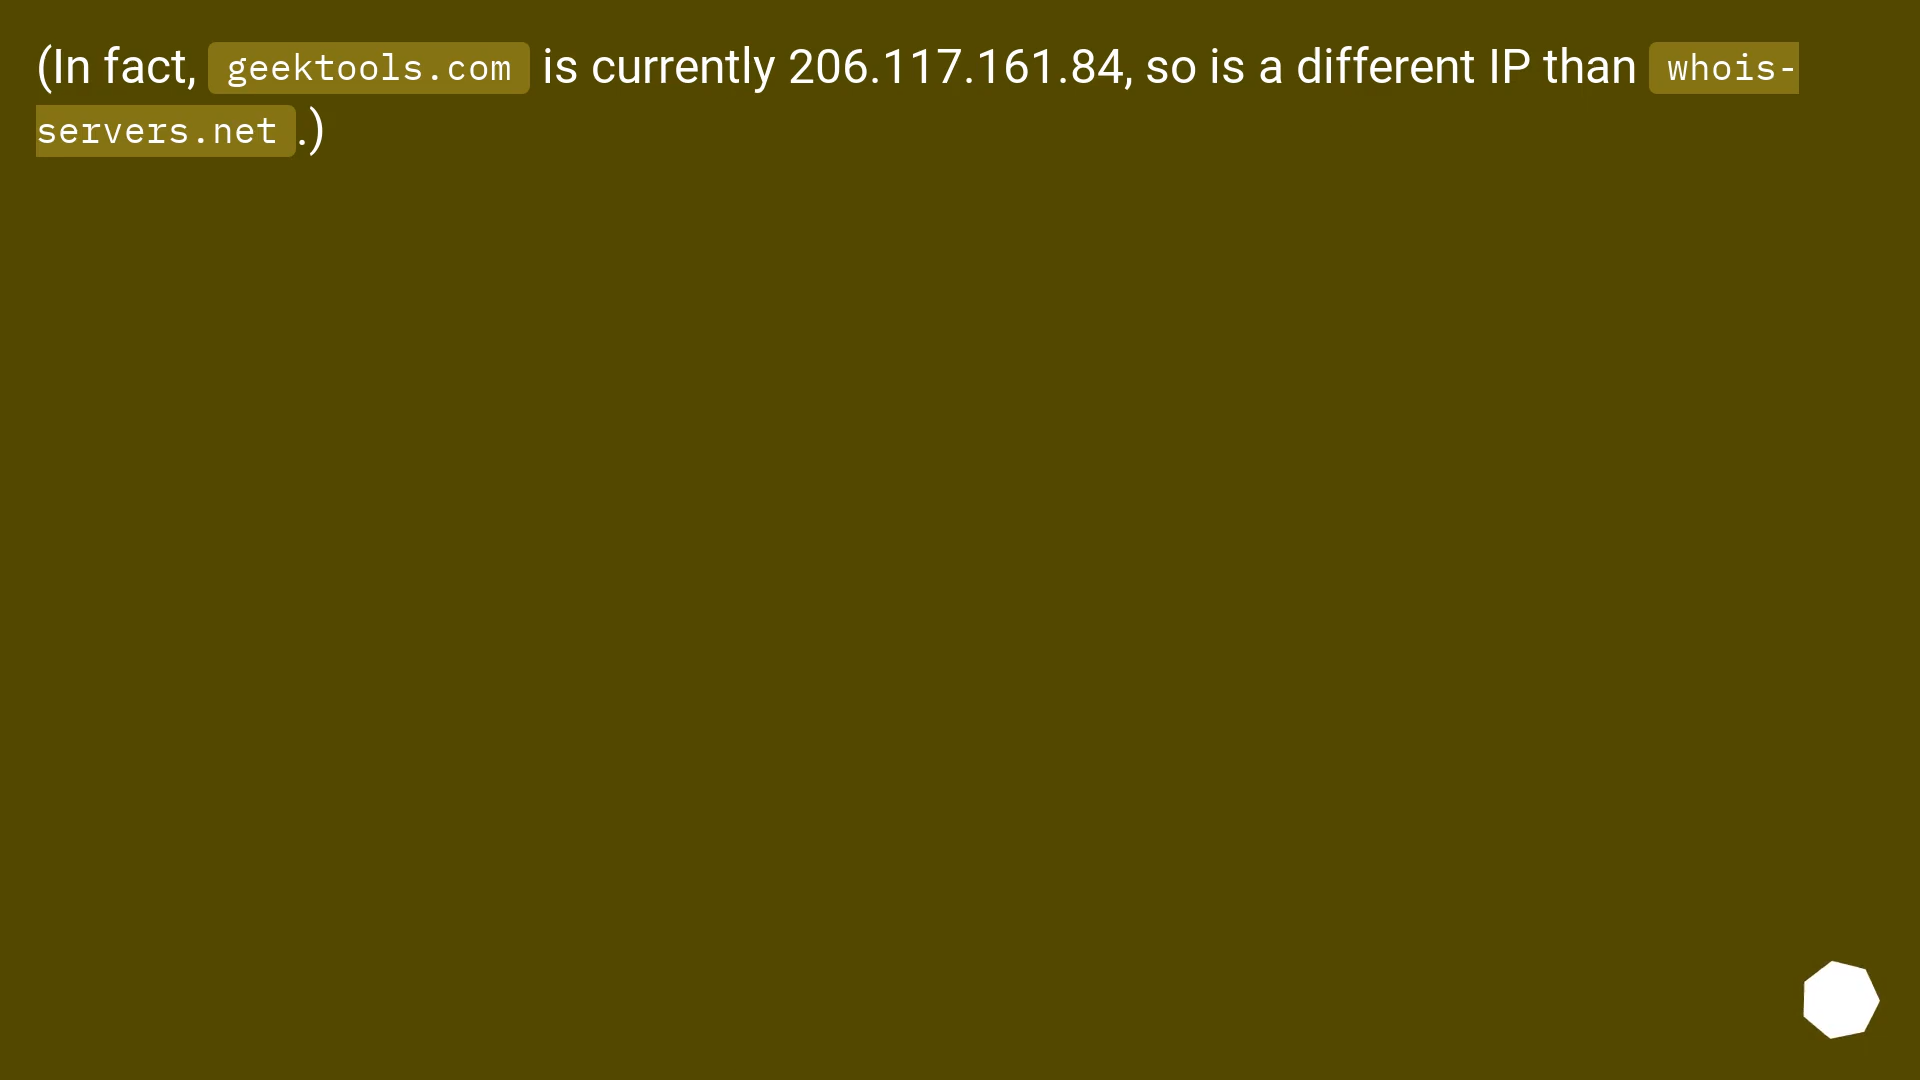 (In fact, geektools.com is currently 206.117.161.84, so is a different IP than whois-
servers.net .)